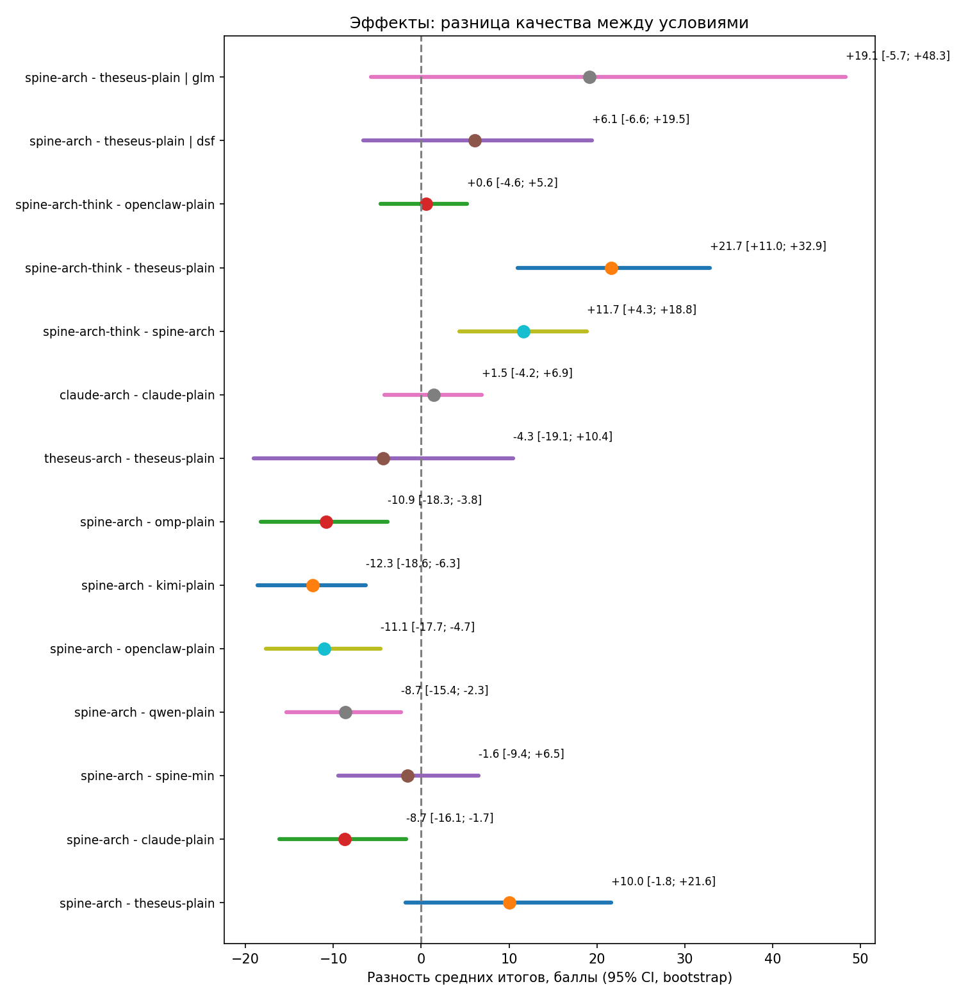 Эффекты: разница качества между условиями
+19.1 [-5.7; +48.3]
spine-arch - theseus-plain | glm
+6.1 [-6.6; +19.5]
spine-arch - theseus-plain | dsf
+0.6 [-4.6; +5.2]
spine-arch-think - openclaw-plain
+21.7 [+11.0; +32.9]
spine-arch-think - theseus-plain
+11.7 [+4.3; +18.8]
spine-arch-think - spine-arch
+1.5 [-4.2; +6.9]
claude-arch - claude-plain
-4.3 [-19.1; +10.4]
theseus-arch - theseus-plain
-10.9 [-18.3; -3.8]
spine-arch - omp-plain
-12.3 [-18.6; -6.3]
spine-arch - kimi-plain
-11.1 [-17.7; -4.7]
spine-arch - openclaw-plain
-8.7 [-15.4; -2.3]
spine-arch - qwen-plain
-1.6 [-9.4; +6.5]
spine-arch - spine-min
-8.7 [-16.1; -1.7]
spine-arch - claude-plain
+10.0 [-1.8; +21.6]
spine-arch - theseus-plain
−20 −10 0 10 20 30 40 50
Разность средних итогов, баллы (95% CI, bootstrap)